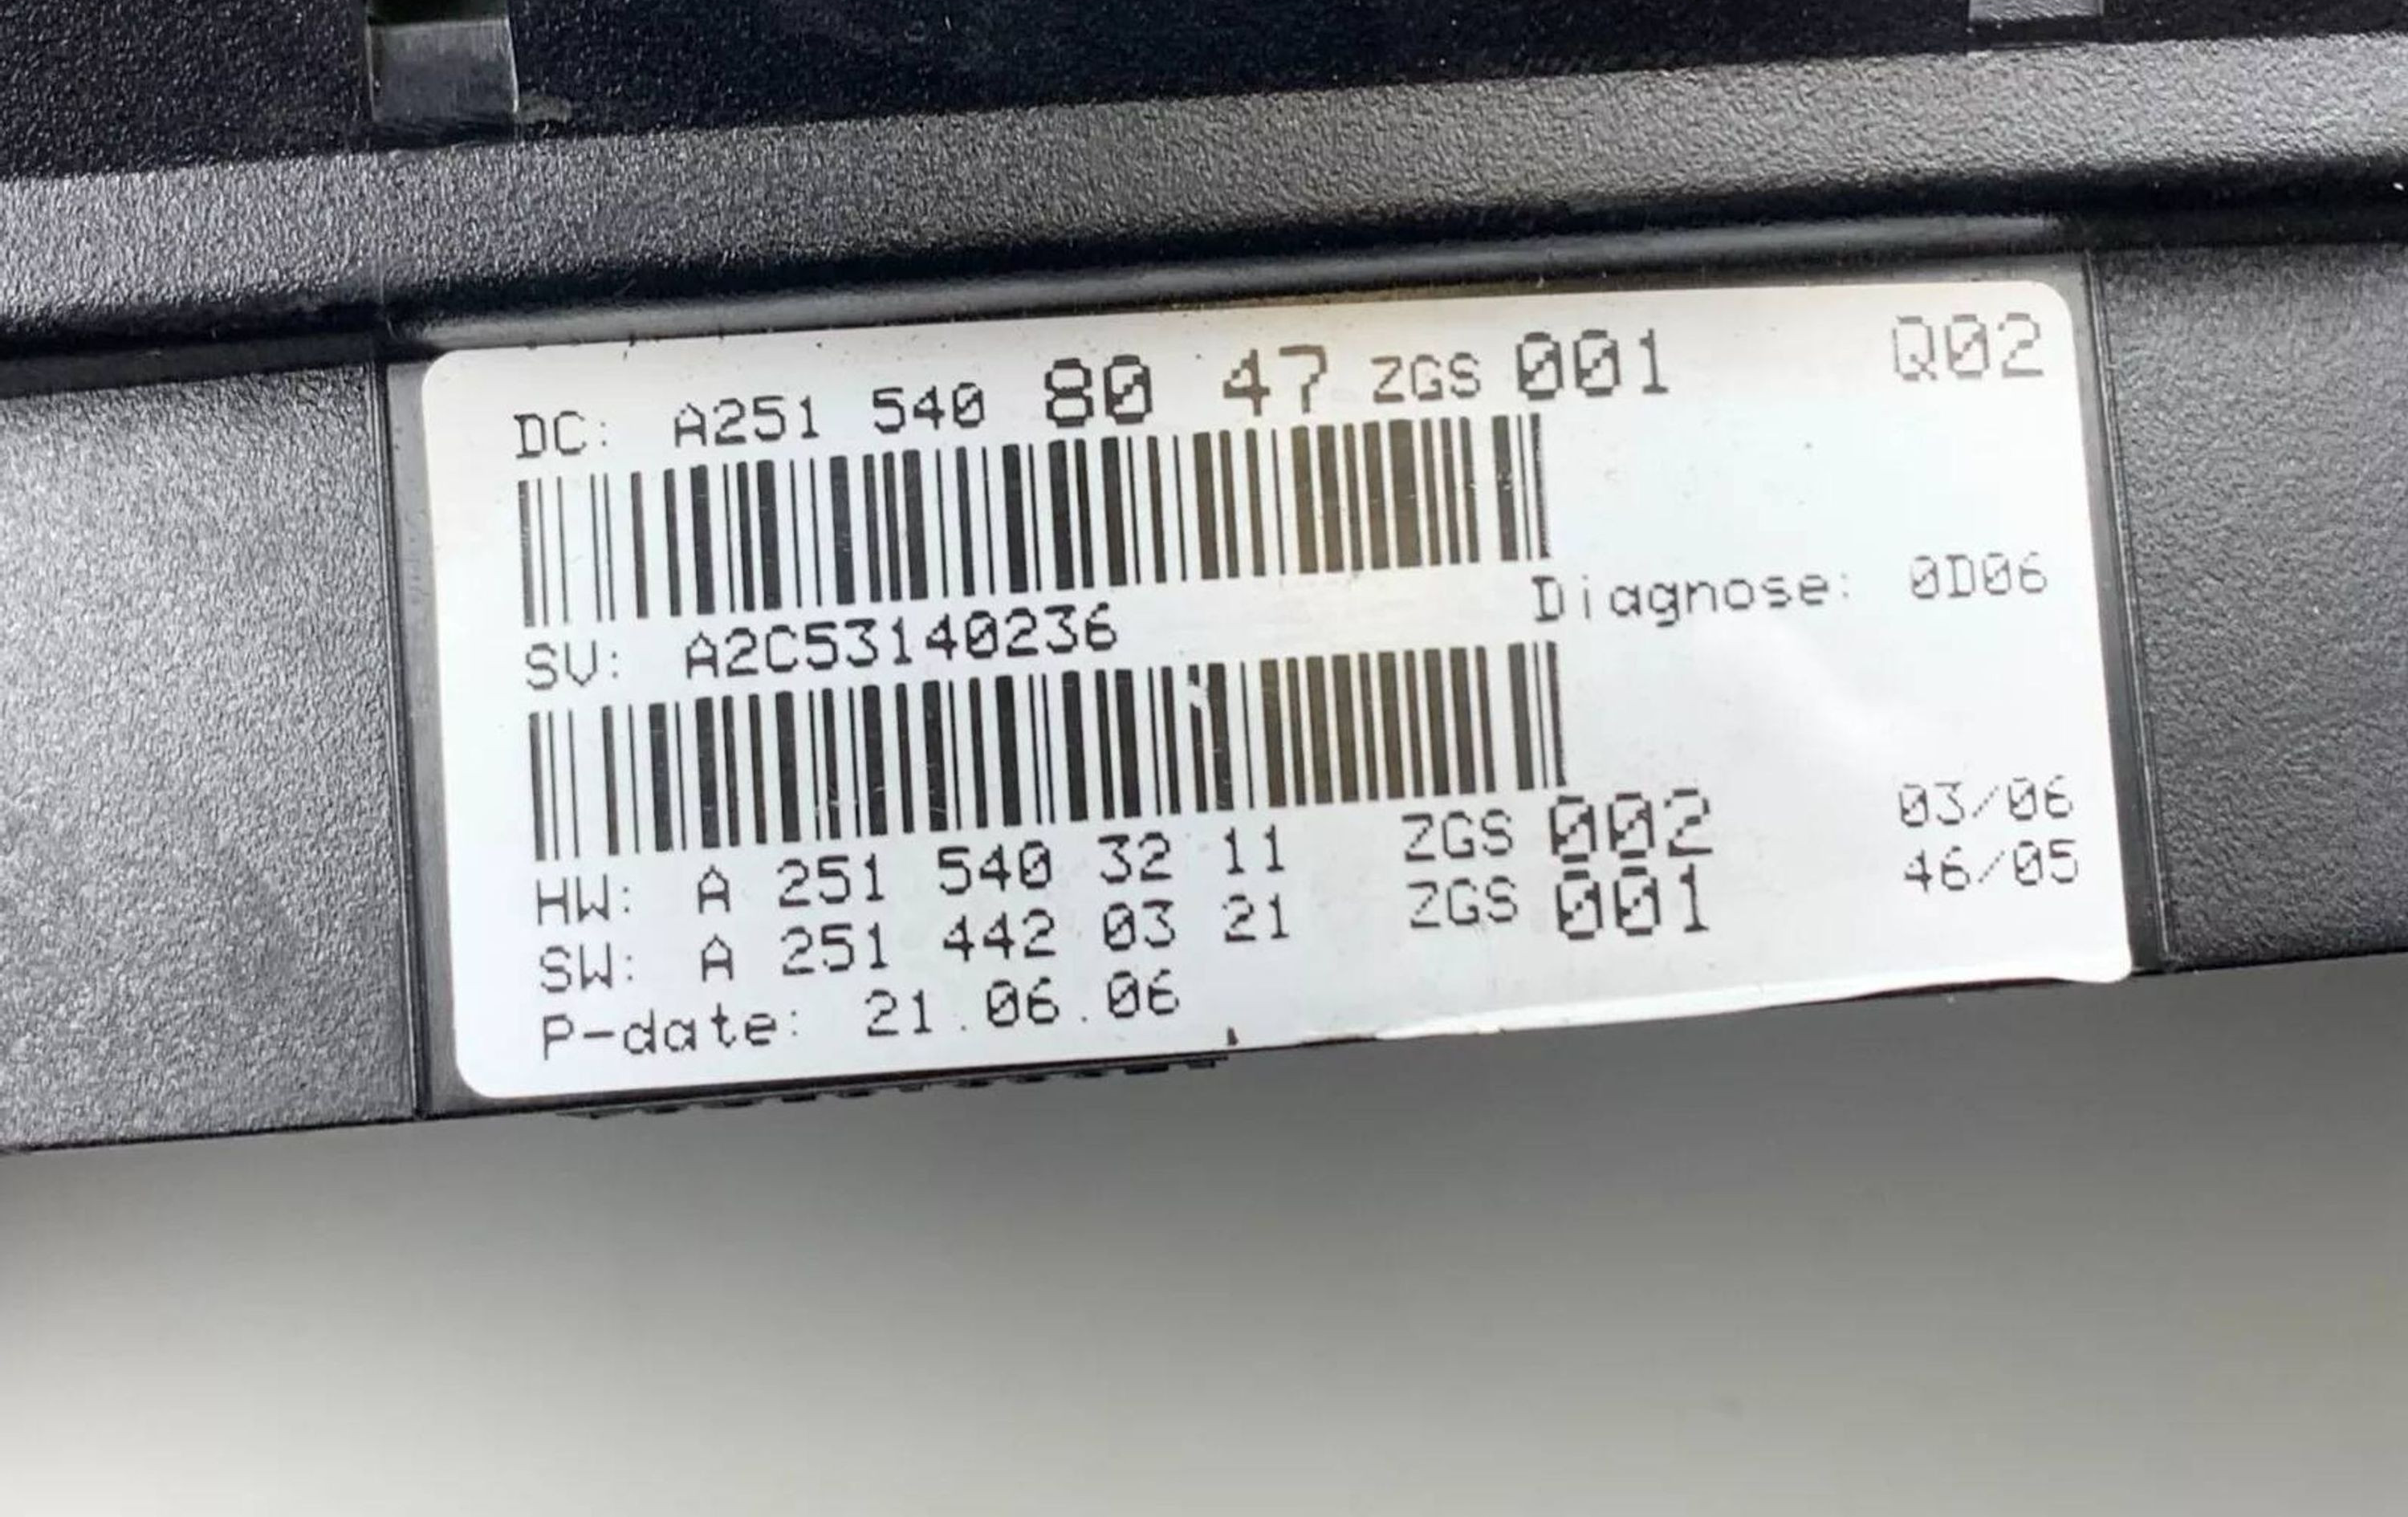 DC: A251 540 80 47 ZGS 001 Q02
SV: A2C53140236 Diagnose: 0D06
HW: A 251 540 32 11 ZGS 002 03/06
SW: A 251 442 03 21 ZGS 001 46/05
P-date: 21.06.06